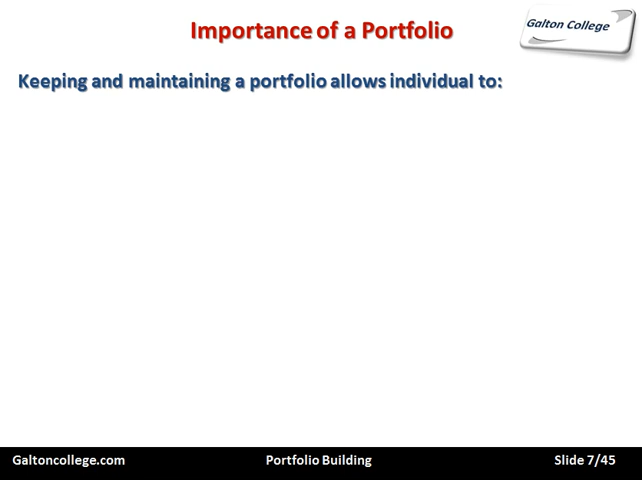 Importance of a Portfolio
Galton College
Keeping and maintaining a portfolio allows individual to:
Galtoncollege.com
Portfolio Building
Slide 7/45